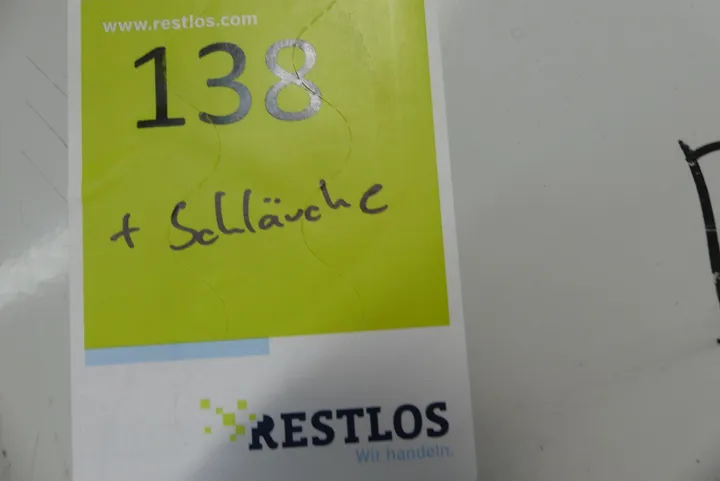 www.restlos.com
138
+ Schläuche
RESTLOS
Wir handeln.